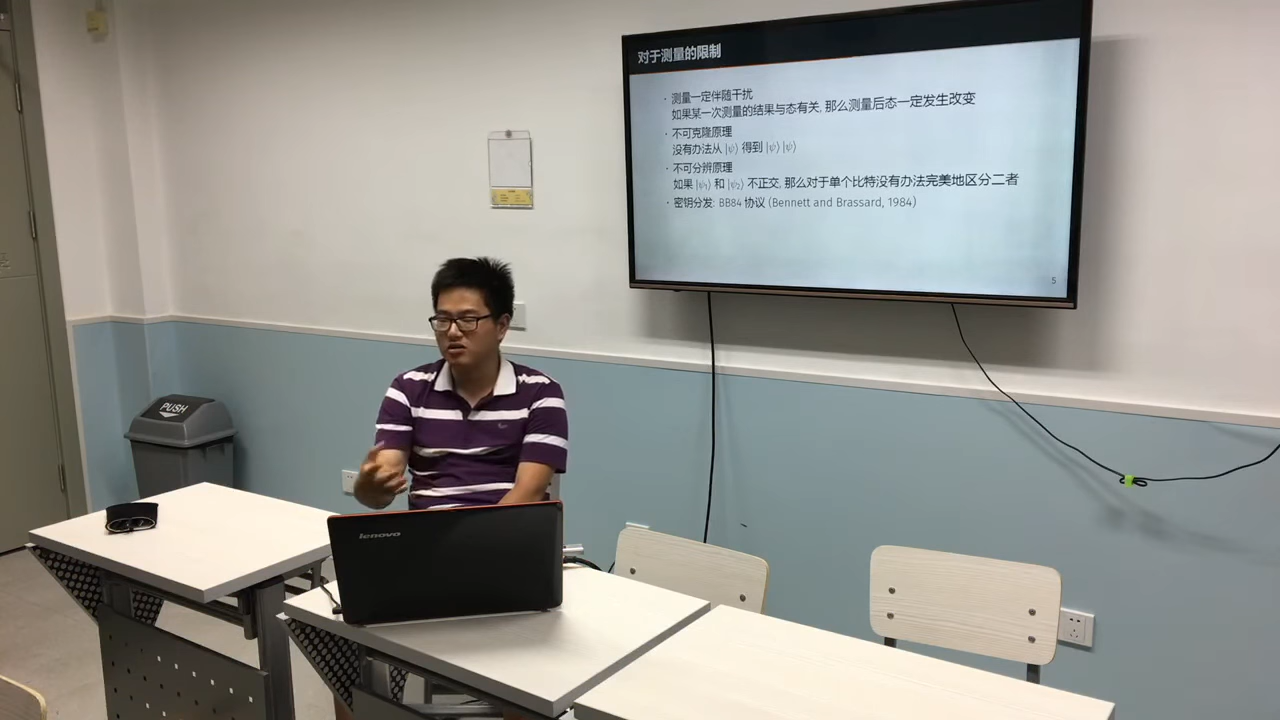 对于测量的限制
· 测量一定伴随干扰
如果某一次测量的结果与态有关, 那么测量后态一定发生改变
· 不可克隆原理
没有办法从 |ψ⟩ 得到 |ψ⟩ |ψ⟩
· 不可分辨原理
如果 |ψ₁⟩ 和 |ψ₂⟩ 不正交, 那么对于单个比特没有办法完美地区分二者
· 密钥分发: BB84 协议 (Bennett and Brassard, 1984)
5
PUSH
lenovo